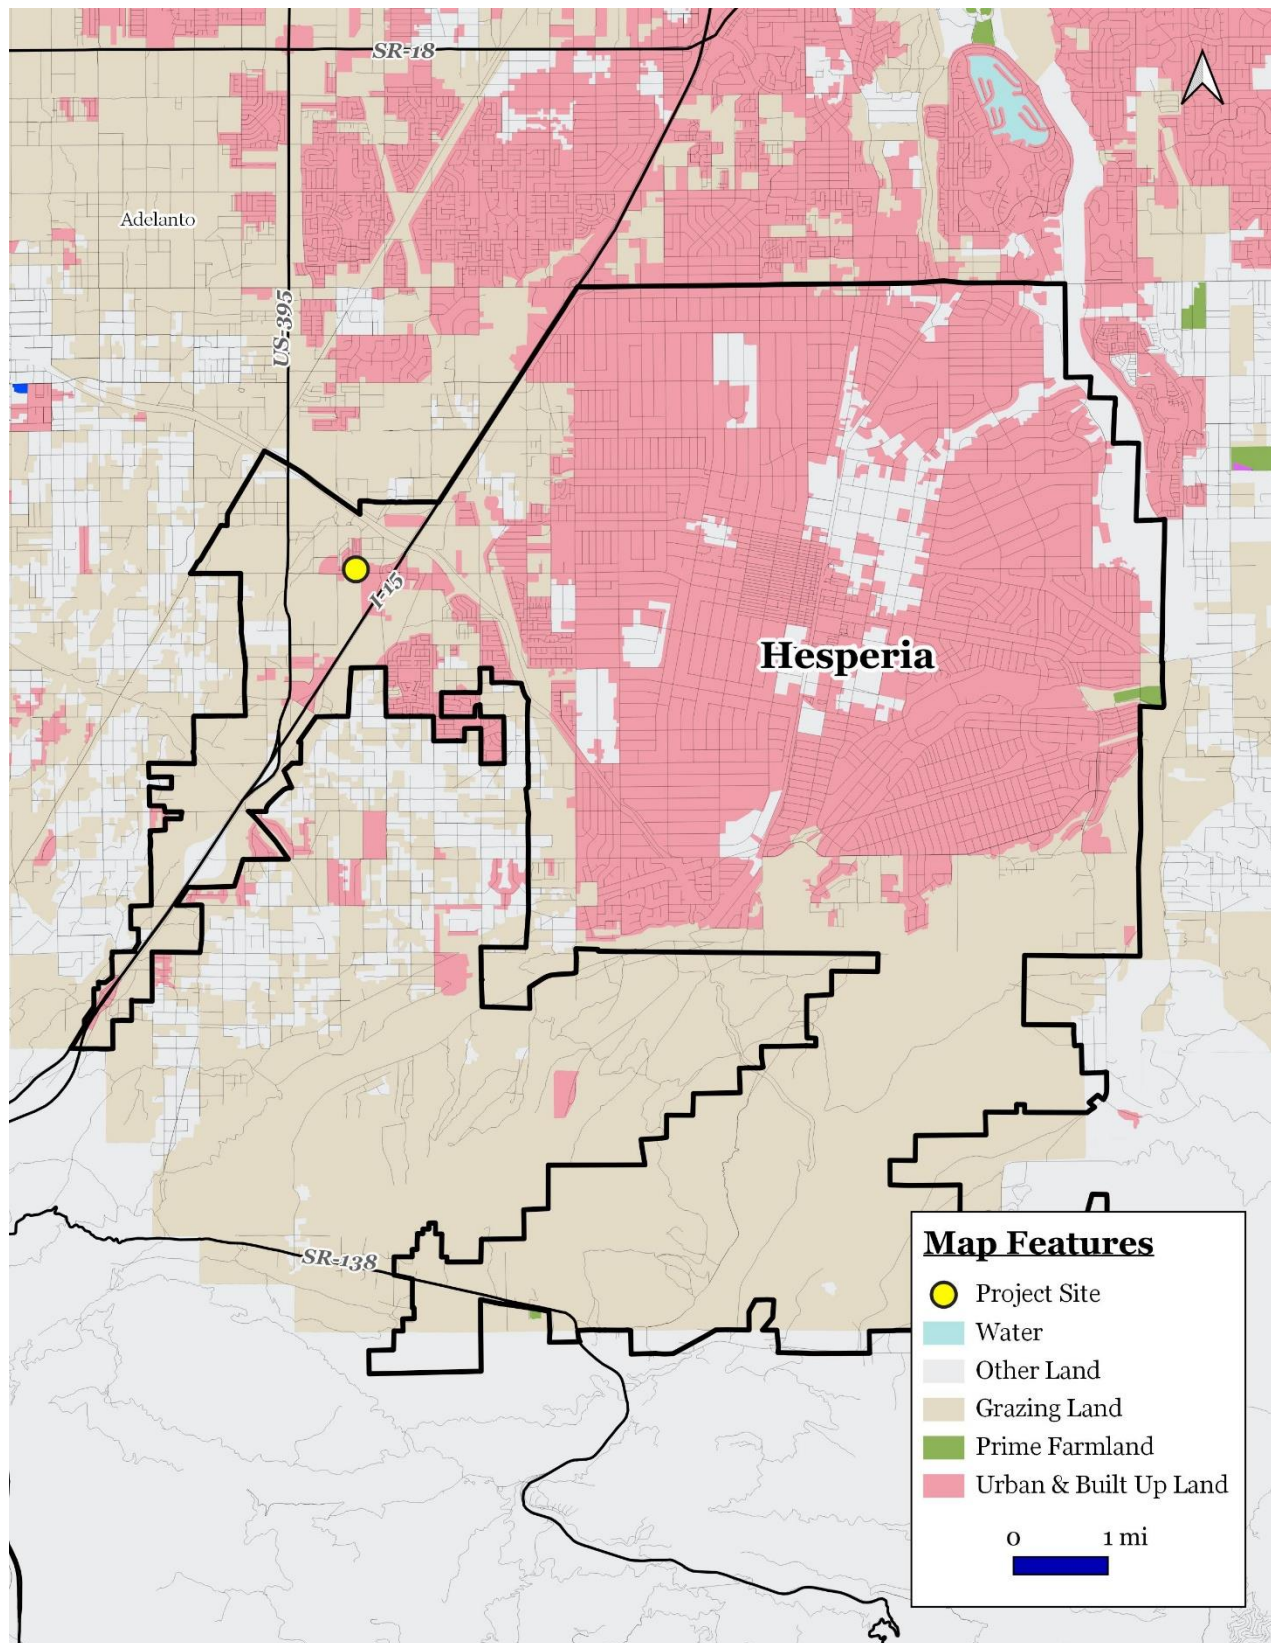 SR-18
Adelanto
US-395
I-15
Hesperia
SR-138
Map Features
Project Site
Water
Other Land
Grazing Land
Prime Farmland
Urban & Built Up Land
0 1 mi